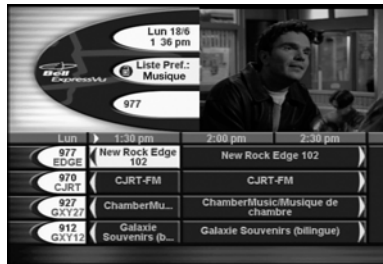 Lun 18/6
1 36 pm
Bell
ExpressVu
Liste Pref.:
Musique
977
Lun 1:30 pm 2:00 pm 2:30 pm
977
EDGE
New Rock Edge
102
New Rock Edge 102
970
CJRT
CJRT-FM
CJRT-FM
927
GXY27
ChamberMu...
ChamberMusic/Musique de
chambre
912
GXY12
Galaxie
Souvenirs (b...
Galaxie Souvenirs (bilingue)